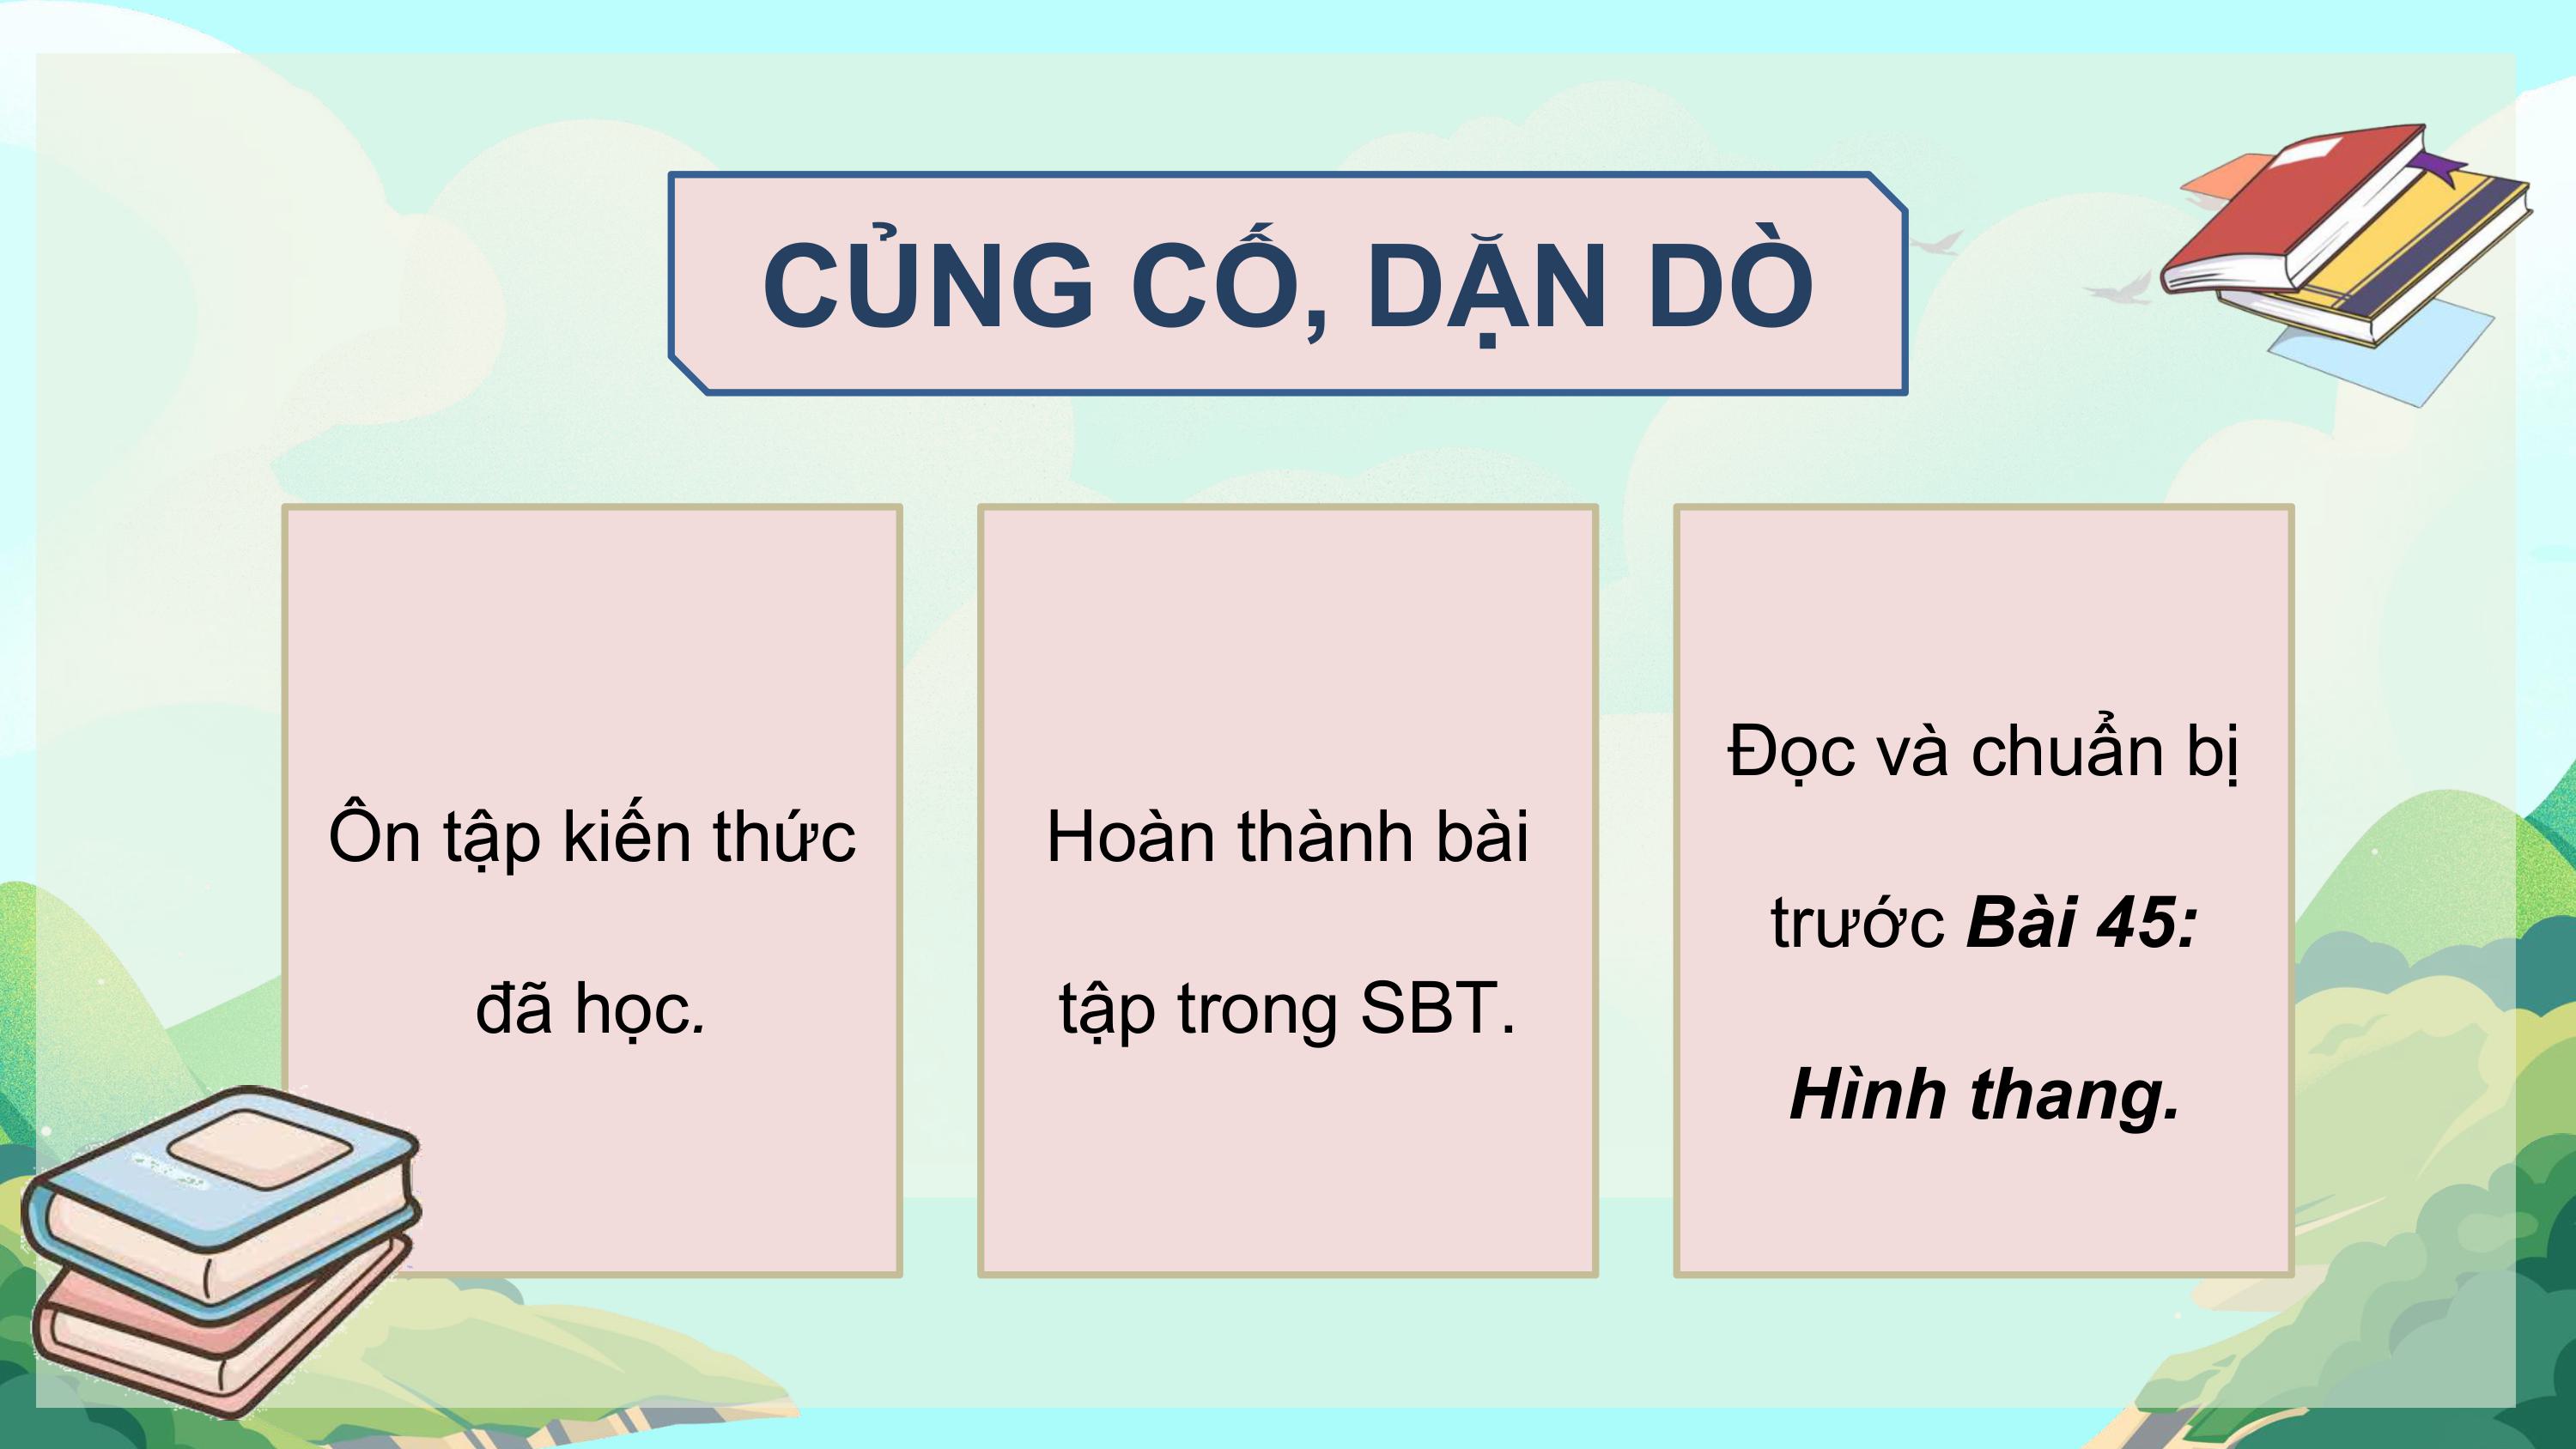 CỦNG CỐ, DẶN DÒ
Ôn tập kiến thức
đã học.
Hoàn thành bài
tập trong SBT.
Đọc và chuẩn bị
trước Bài 45:
Hình thang.